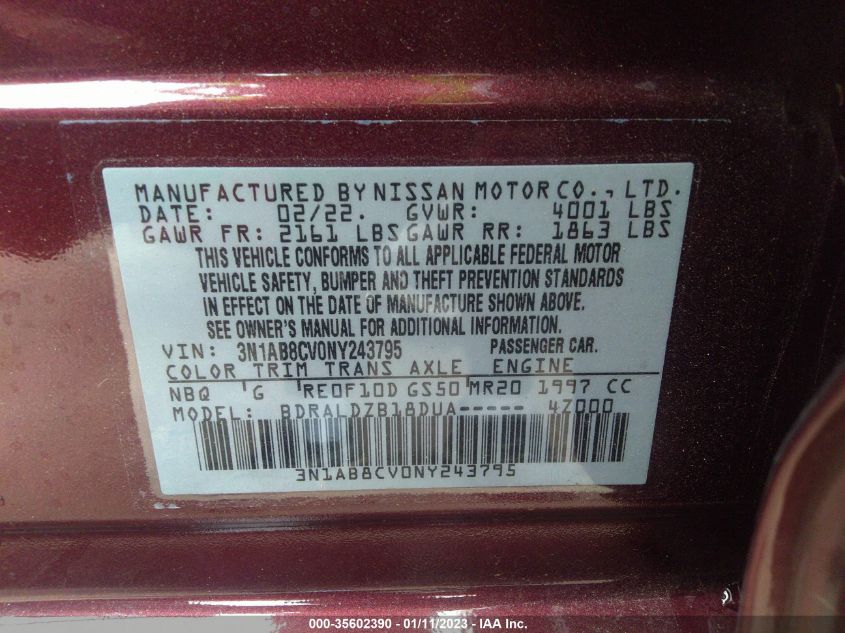 MANUFACTURED BY NISSAN MOTOR CO., LTD.
DATE: 02/22. GVWR: 4001 LBS
GAWR FR: 2161 LBS GAWR RR: 1863 LBS
THIS VEHICLE CONFORMS TO ALL APPLICABLE FEDERAL MOTOR
VEHICLE SAFETY, BUMPER AND THEFT PREVENTION STANDARDS
IN EFFECT ON THE DATE OF MANUFACTURE SHOWN ABOVE.
SEE OWNER'S MANUAL FOR ADDITIONAL INFORMATION.
VIN: 3N1AB8CV0NY243795 PASSENGER CAR.
COLOR TRIM TRANS AXLE ENGINE
NBQ G RE0F10D GS50 MR20 1997 CC
MODEL: BDRALDZB18DUA----- 4Z000
3N1AB8CV0NY243795
000-35602390 - 01/11/2023 - IAA Inc.